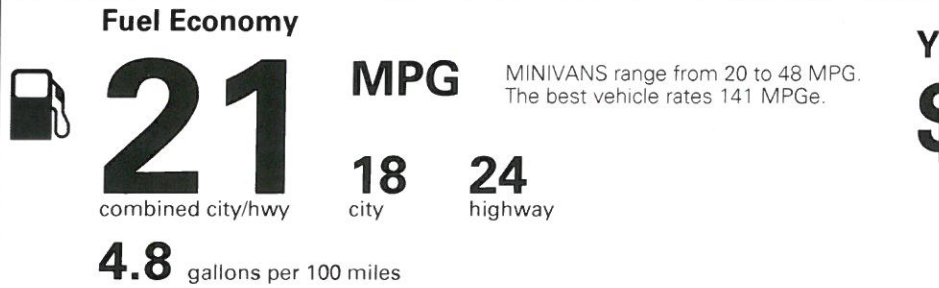 Fuel Economy
21 MPG
MINIVANS range from 20 to 48 MPG.
The best vehicle rates 141 MPGe.
combined city/hwy
18 city
24 highway
4.8 gallons per 100 miles